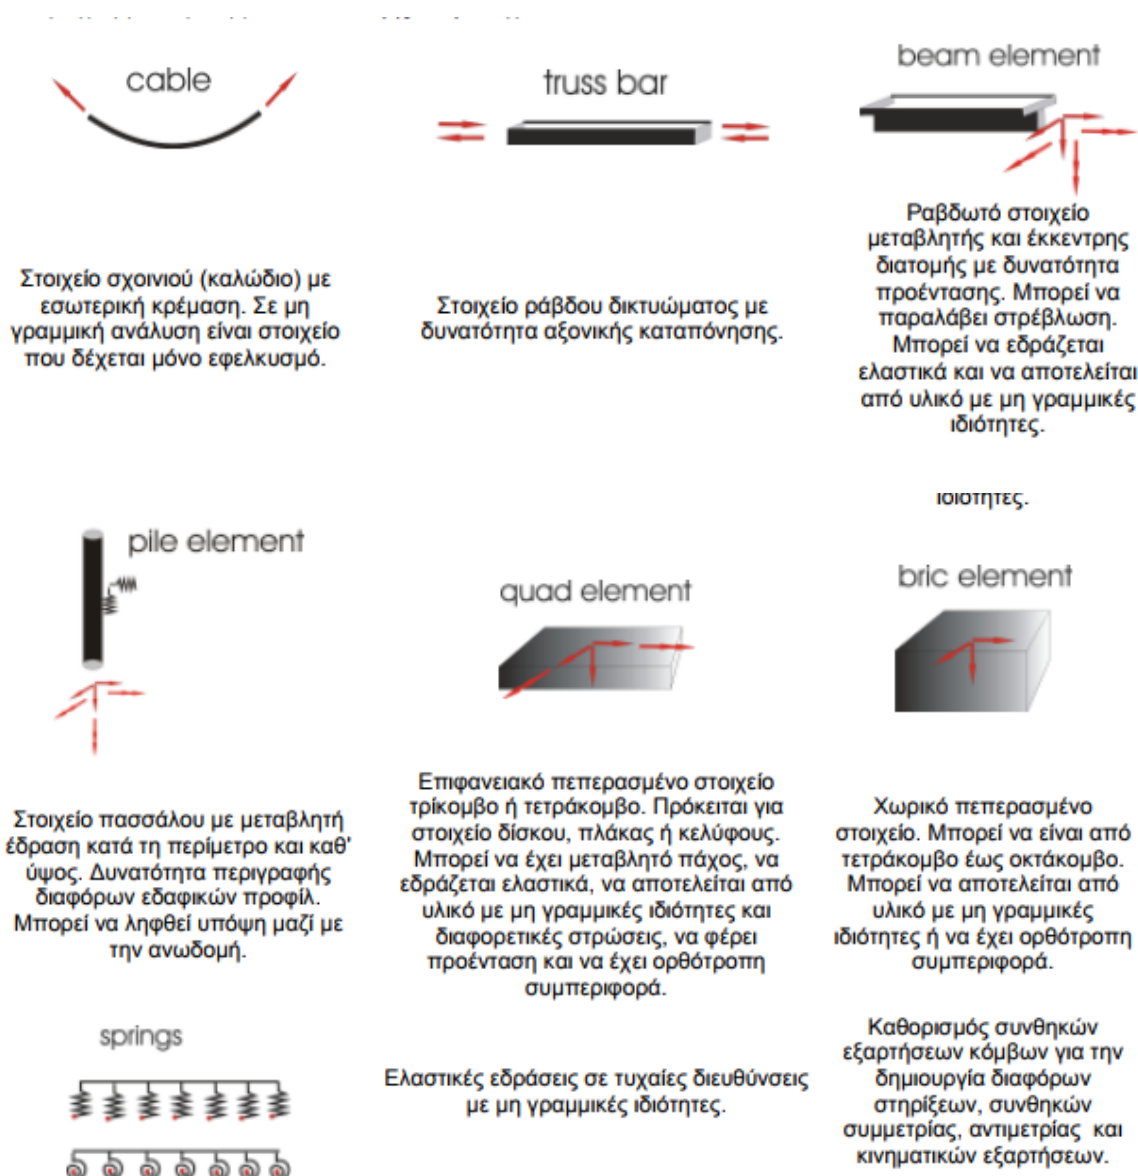 cable
truss bar
beam element
Στοιχείο σχοινιού (καλώδιο) με
εσωτερική κρέμαση. Σε μη
γραμμική ανάλυση είναι στοιχείο
που δέχεται μόνο εφελκυσμό.
Στοιχείο ράβδου δικτυώματος με
δυνατότητα αξονικής καταπόνησης.
Ραβδωτό στοιχείο
μεταβλητής και έκκεντρης
διατομής με δυνατότητα
προέντασης. Μπορεί να
παραλάβει στρέβλωση.
Μπορεί να εδράζεται
ελαστικά και να αποτελείται
από υλικό με μη γραμμικές
ιδιότητες.
ιδιότητες.
pile element
quad element
bric element
Στοιχείο πασσάλου με μεταβλητή
έδραση κατά τη περίμετρο και καθ'
ύψος. Δυνατότητα περιγραφής
διαφόρων εδαφικών προφίλ.
Μπορεί να ληφθεί υπόψη μαζί με
την ανωδομή.
Επιφανειακό πεπερασμένο στοιχείο
τρίκομβο ή τετράκομβο. Πρόκειται για
στοιχείο δίσκου, πλάκας ή κελύφους.
Μπορεί να έχει μεταβλητό πάχος, να
εδράζεται ελαστικά, να αποτελείται από
υλικό με μη γραμμικές ιδιότητες και
διαφορετικές στρώσεις, να φέρει
προένταση και να έχει ορθότροπη
συμπεριφορά.
Χωρικό πεπερασμένο
στοιχείο. Μπορεί να είναι από
τετράκομβο έως οκτάκομβο.
Μπορεί να αποτελείται από
υλικό με μη γραμμικές
ιδιότητες ή να έχει ορθότροπη
συμπεριφορά.
springs
Ελαστικές εδράσεις σε τυχαίες διευθύνσεις
με μη γραμμικές ιδιότητες.
Καθορισμός συνθηκών
εξαρτήσεων κόμβων για την
δημιουργία διαφόρων
στηρίξεων, συνθηκών
συμμετρίας, αντιμετρίας και
κινηματικών εξαρτήσεων.